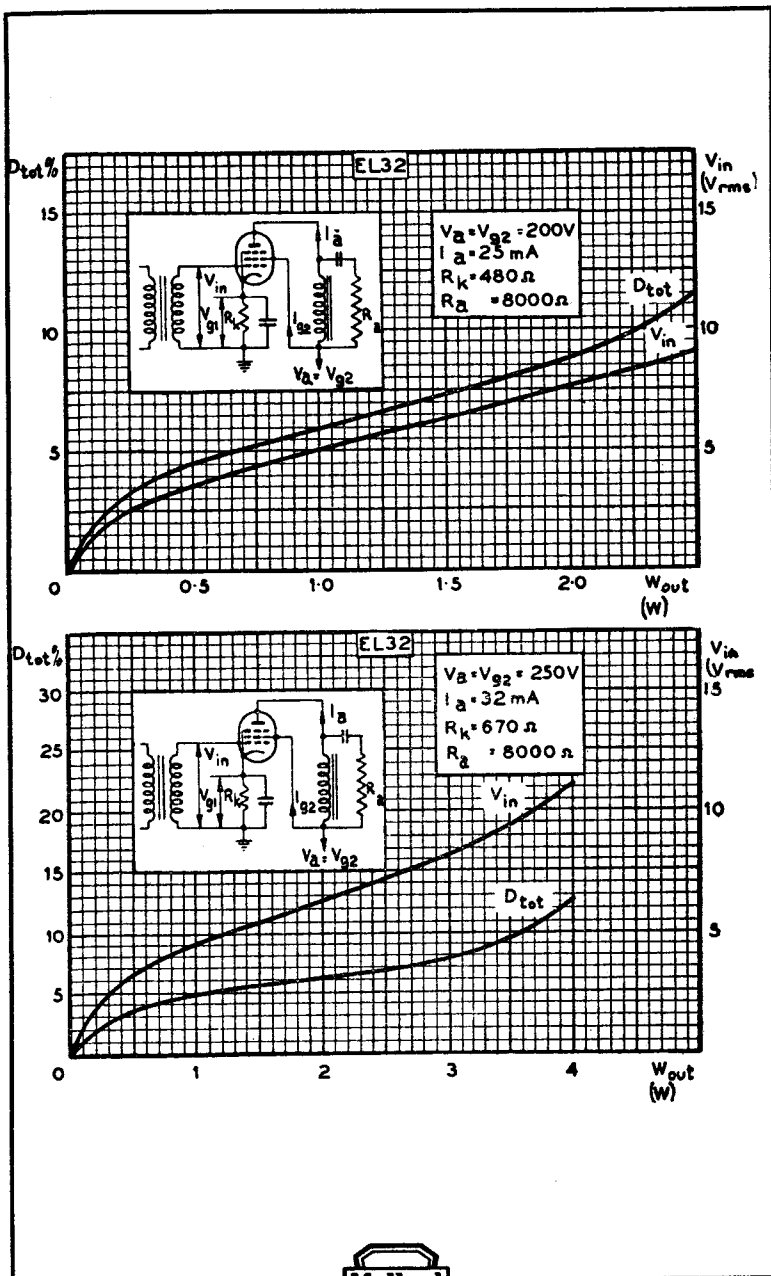 EL32
Dtot%
Vin
(Vrms)
15
10
5
0
15
10
5
0.5
1.0
1.5
2.0
Wout
(W)
Va=Vg2=200V
Ia=25mA
Rk=480Ω
Ra=8000Ω
Dtot
Vin
Vin
Vg1
Rk
Ig2
Ia
Ra
Va=Vg2
EL32
Dtot%
Vin
(Vrms
30
25
20
15
10
5
0
15
10
5
1
2
3
4
Wout
(W)
Va=Vg2=250V
Ia=32mA
Rk=670Ω
Ra=8000Ω
Vin
Dtot
Vin
Vg1
Rk
Ig2
Ia
Ra
Va=Vg2